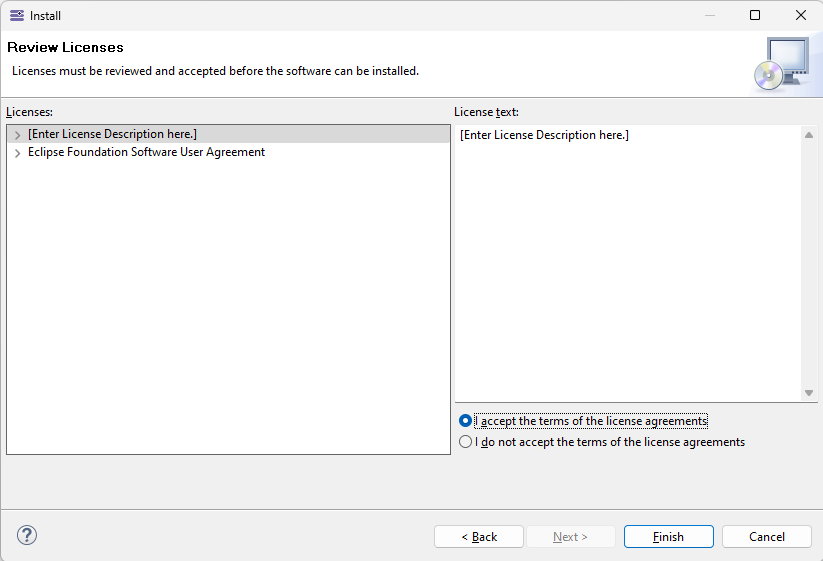 Install
Review Licenses
Licenses must be reviewed and accepted before the software can be installed.
Licenses:
[Enter License Description here.]
Eclipse Foundation Software User Agreement
License text:
[Enter License Description here.]
I accept the terms of the license agreements
I do not accept the terms of the license agreements
?
< Back
Next >
Finish
Cancel